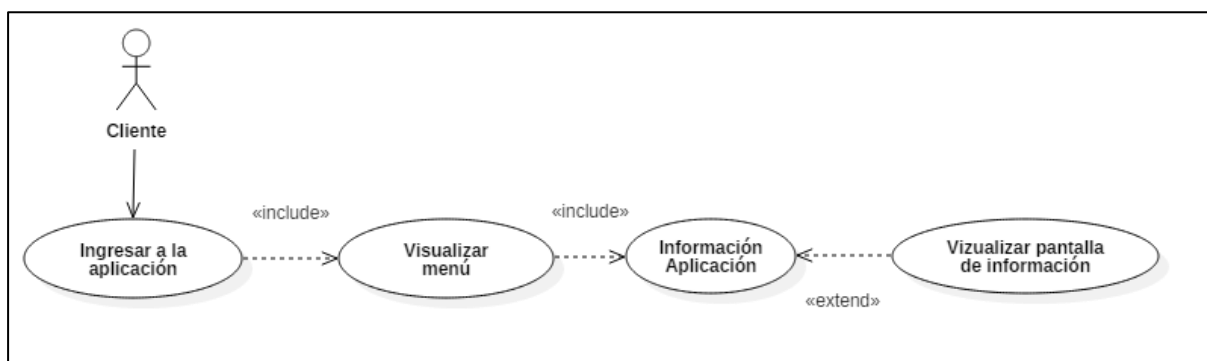 Cliente
«include»
«include»
Ingresar a la
aplicación
Visualizar
menú
Información
Aplicación
Vizualizar pantalla
de información
«extend»